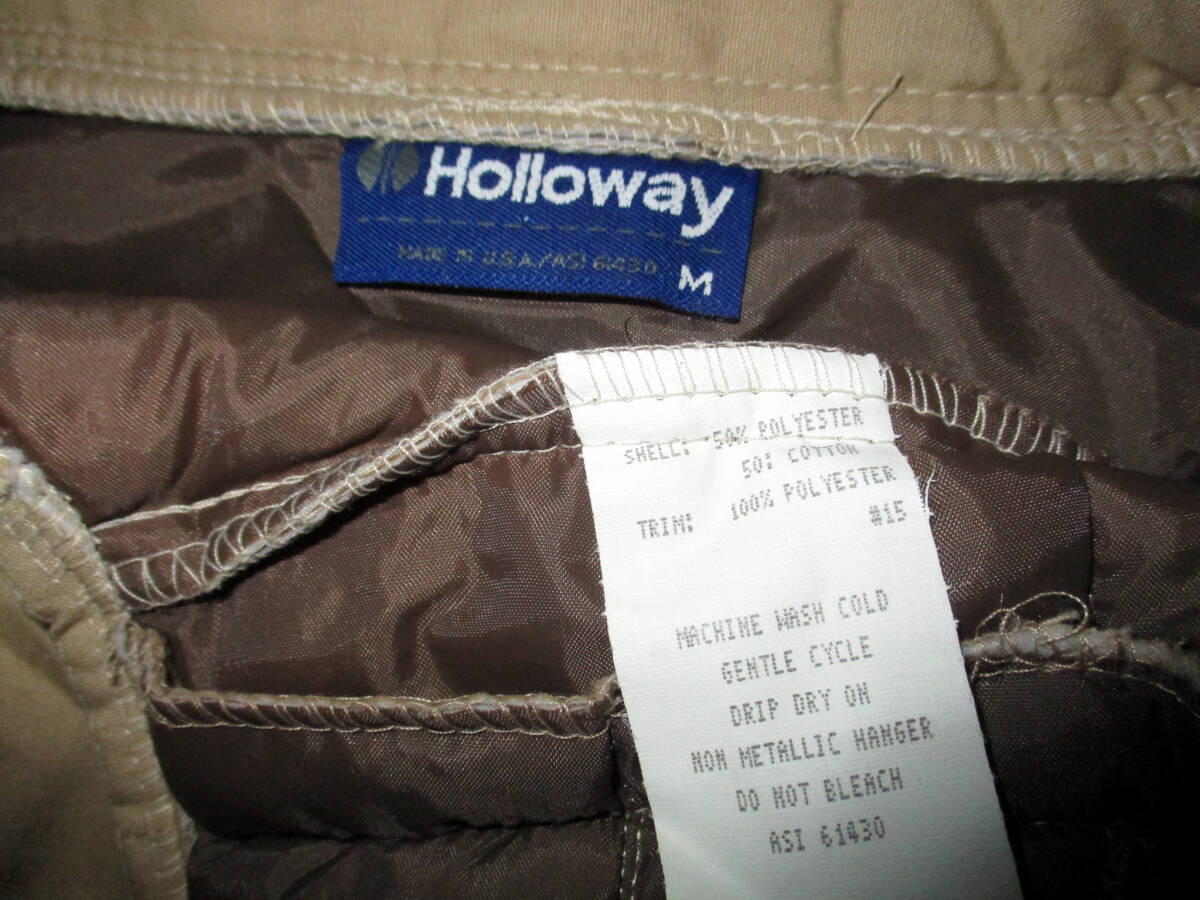 Holloway
MADE IN U.S.A./ASI 61430
M
SHELL: 50% POLYESTER
50% COTTON
TRIM: 100% POLYESTER
#15
MACHINE WASH COLD
GENTLE CYCLE
DRIP DRY ON
NON METALLIC HANGER
DO NOT BLEACH
ASI 61430